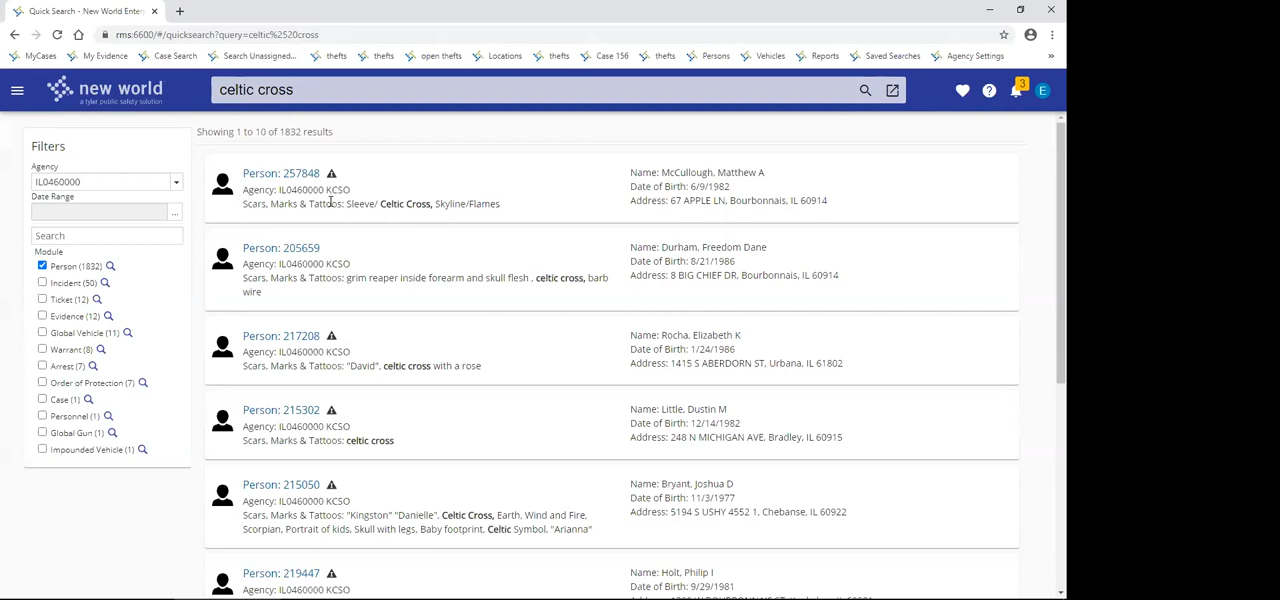 Quick Search - New World Enter
rms:6600/#/quicksearch?query=celtic%2520cross
MyCases My Evidence Case Search Search Unassigned... thefts thefts open thefts Locations thefts Case 156 thefts Persons Vehicles Reports Saved Searches Agency Settings »
new world
a tyler public safety solution
celtic cross
3
E
Showing 1 to 10 of 1832 results
Filters
Agency
IL0460000
Date Range
...
Search
Module
Person (1832)
Incident (50)
Ticket (12)
Evidence (12)
Global Vehicle (11)
Warrant (8)
Arrest (7)
Order of Protection (7)
Case (1)
Personnel (1)
Global Gun (1)
Impounded Vehicle (1)
Person: 257848
Agency: IL0460000 KCSO
Scars, Marks & Tattoos: Sleeve/ Celtic Cross, Skyline/Flames
Name: McCullough, Matthew A
Date of Birth: 6/9/1982
Address: 67 APPLE LN, Bourbonnais, IL 60914
Person: 205659
Agency: IL0460000 KCSO
Scars, Marks & Tattoos: grim reaper inside forearm and skull flesh , celtic cross, barb
wire
Name: Durham, Freedom Dane
Date of Birth: 8/21/1986
Address: 8 BIG CHIEF DR, Bourbonnais, IL 60914
Person: 217208
Agency: IL0460000 KCSO
Scars, Marks & Tattoos: "David", celtic cross with a rose
Name: Rocha, Elizabeth K
Date of Birth: 1/24/1986
Address: 1415 S ABERDORN ST, Urbana, IL 61802
Person: 215302
Agency: IL0460000 KCSO
Scars, Marks & Tattoos: celtic cross
Name: Little, Dustin M
Date of Birth: 12/14/1982
Address: 248 N MICHIGAN AVE, Bradley, IL 60915
Person: 215050
Agency: IL0460000 KCSO
Scars, Marks & Tattoos: "Kingston" "Danielle", Celtic Cross, Earth, Wind and Fire,
Scorpian, Portrait of kids, Skull with legs, Baby footprint, Celtic Symbol, "Arianna"
Name: Bryant, Joshua D
Date of Birth: 11/3/1977
Address: 5194 S USHY 4552 1, Chebanse, IL 60922
Person: 219447
Agency: IL0460000 KCSO
Name: Holt, Philip I
Date of Birth: 9/29/1981